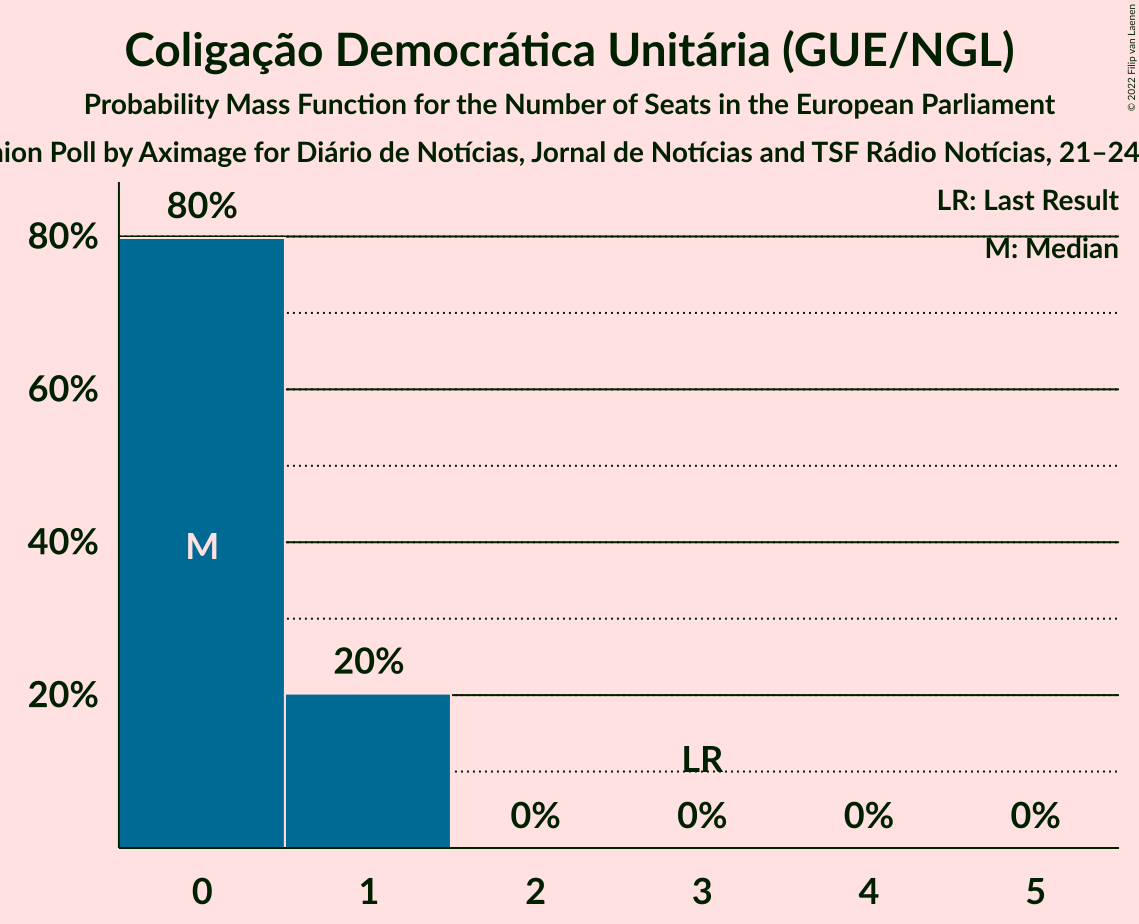 Coligação Democrática Unitária (GUE/NGL)
Probability Mass Function for the Number of Seats in the European Parliament
Poll by Aximage for Diário de Notícias, Jornal de Notícias and TSF Rádio Notícias, 21–24
© 2022 Filip van Laenen
LR: Last Result
M: Median
80%
80%
60%
40%
20%
M
20%
LR
0%
0%
0%
0%
0
1
2
3
4
5